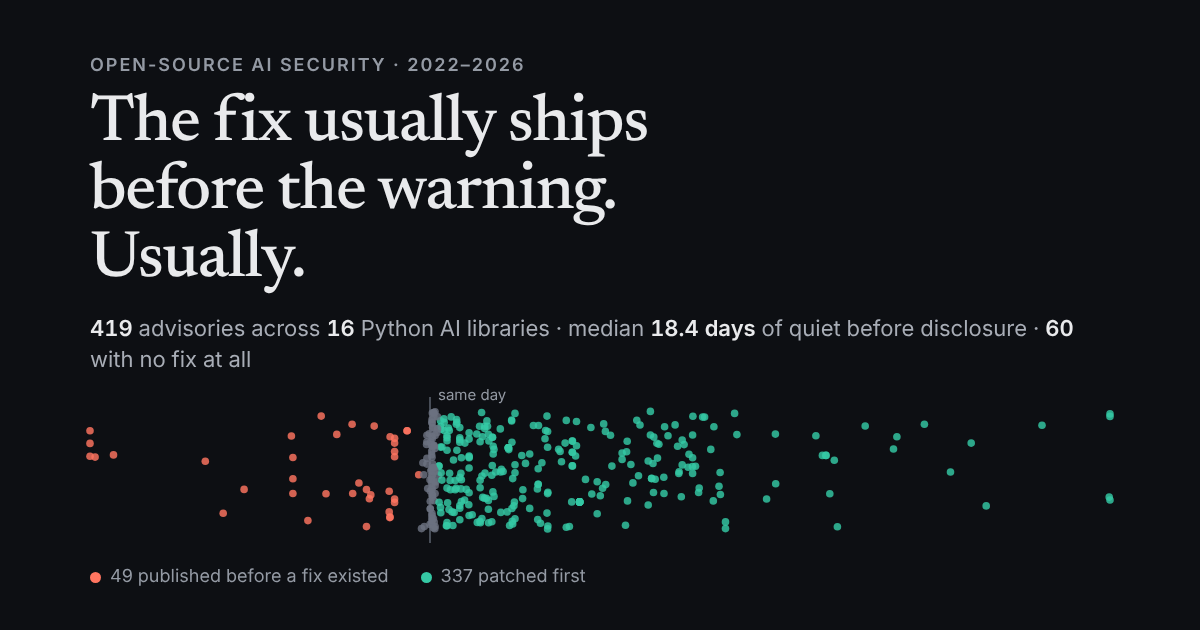 OPEN-SOURCE AI SECURITY · 2022–2026
The fix usually ships
before the warning.
Usually.
419 advisories across 16 Python AI libraries · median 18.4 days of quiet before disclosure · 60
with no fix at all
same day
49 published before a fix existed
337 patched first